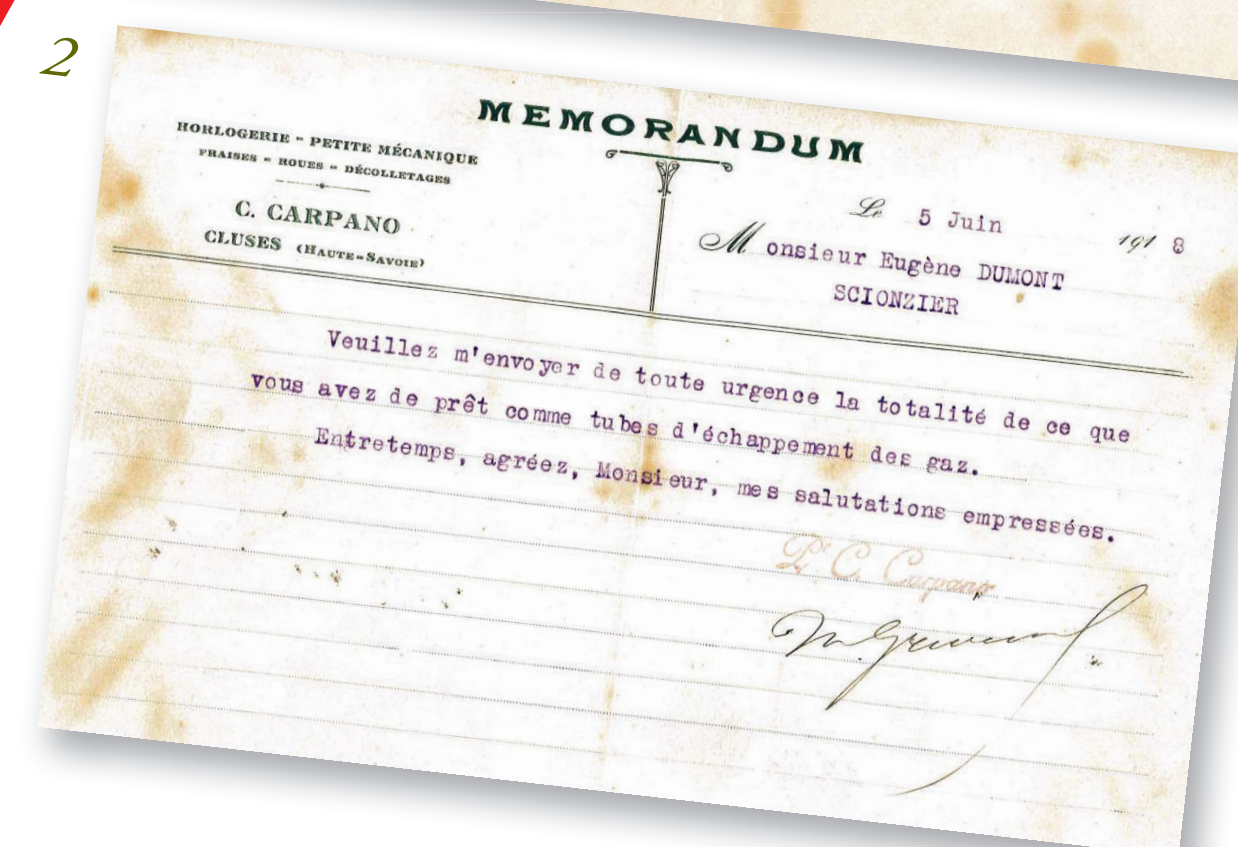 2
MEMORANDUM
HORLOGERIE - PETITE MÉCANIQUE
FRAISES - ROUES - DÉCOLLETAGES
C. CARPANO
CLUSES (HAUTE-SAVOIE)
Le 5 Juin 1918
Monsieur Eugène DUMONT
SCIONZIER
Veuillez m'envoyer de toute urgence la totalité de ce que
vous avez de prêt comme tubes d'échappement des gaz.
Entretemps, agréez, Monsieur, mes salutations empressées.
Pr C. Carpano